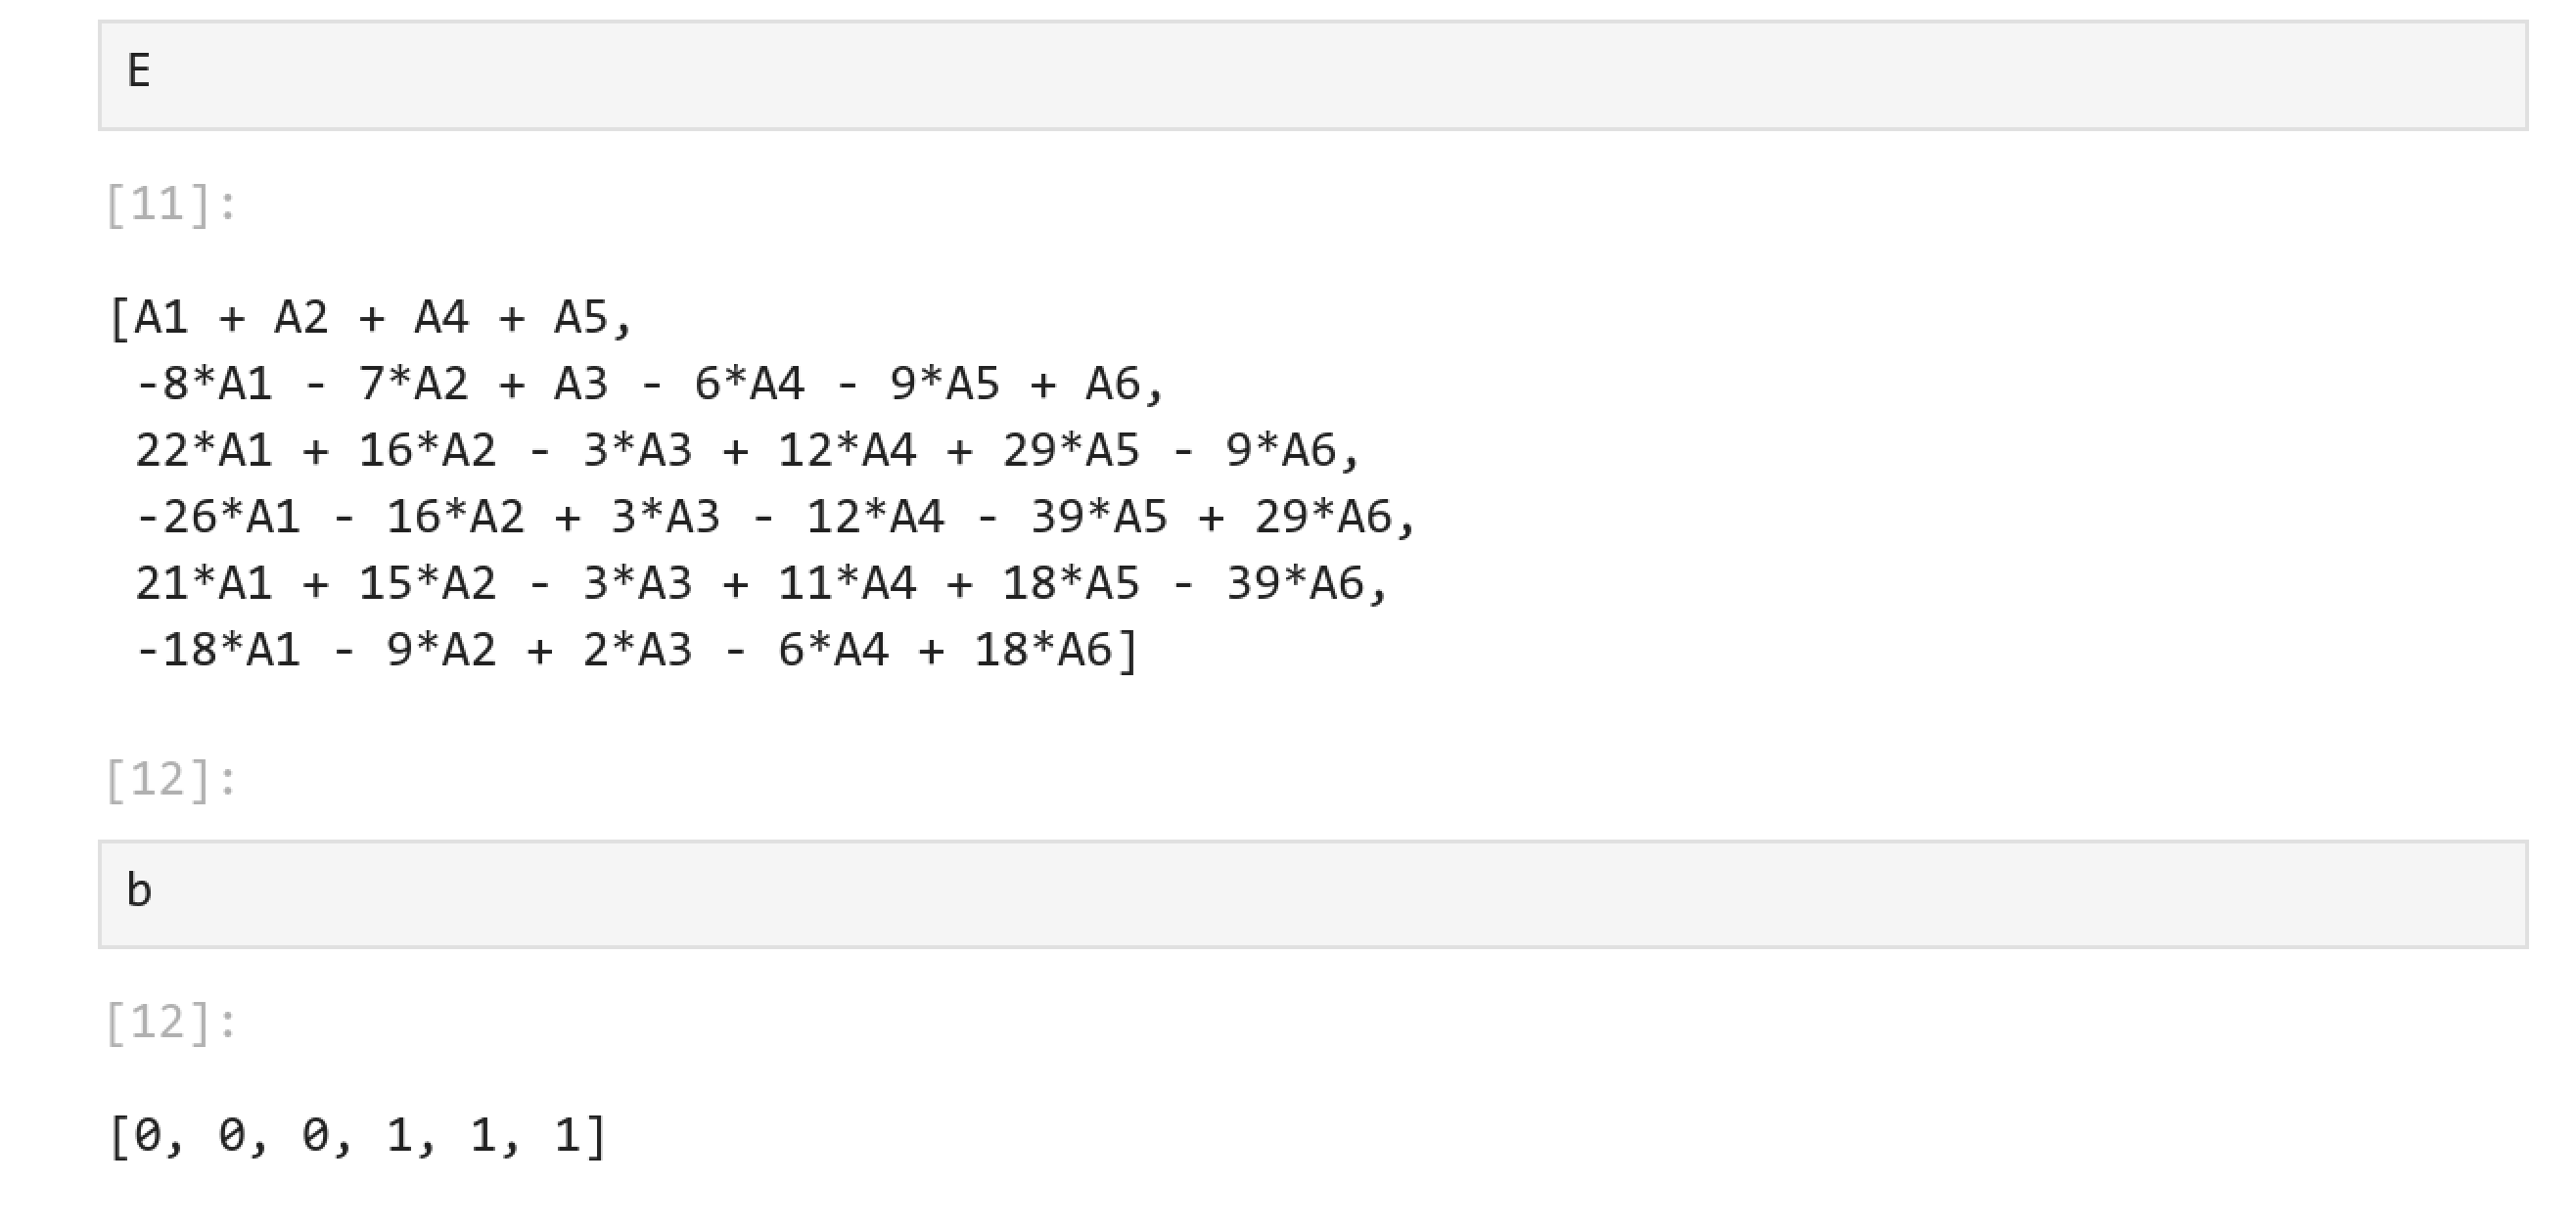 E
[11]:
[A1 + A2 + A4 + A5,
-8*A1 - 7*A2 + A3 - 6*A4 - 9*A5 + A6,
22*A1 + 16*A2 - 3*A3 + 12*A4 + 29*A5 - 9*A6,
-26*A1 - 16*A2 + 3*A3 - 12*A4 - 39*A5 + 29*A6,
21*A1 + 15*A2 - 3*A3 + 11*A4 + 18*A5 - 39*A6,
-18*A1 - 9*A2 + 2*A3 - 6*A4 + 18*A6]
[12]:
b
[12]:
[0, 0, 0, 1, 1, 1]